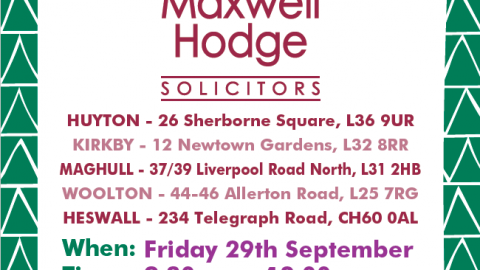 Maxwell
Hodge
SOLICITORS
HUYTON - 26 Sherborne Square, L36 9UR
KIRKBY - 12 Newtown Gardens, L32 8RR
MAGHULL - 37/39 Liverpool Road North, L31 2HB
WOOLTON - 44-46 Allerton Road, L25 7RG
HESWALL - 234 Telegraph Road, CH60 0AL
When: Friday 29th September